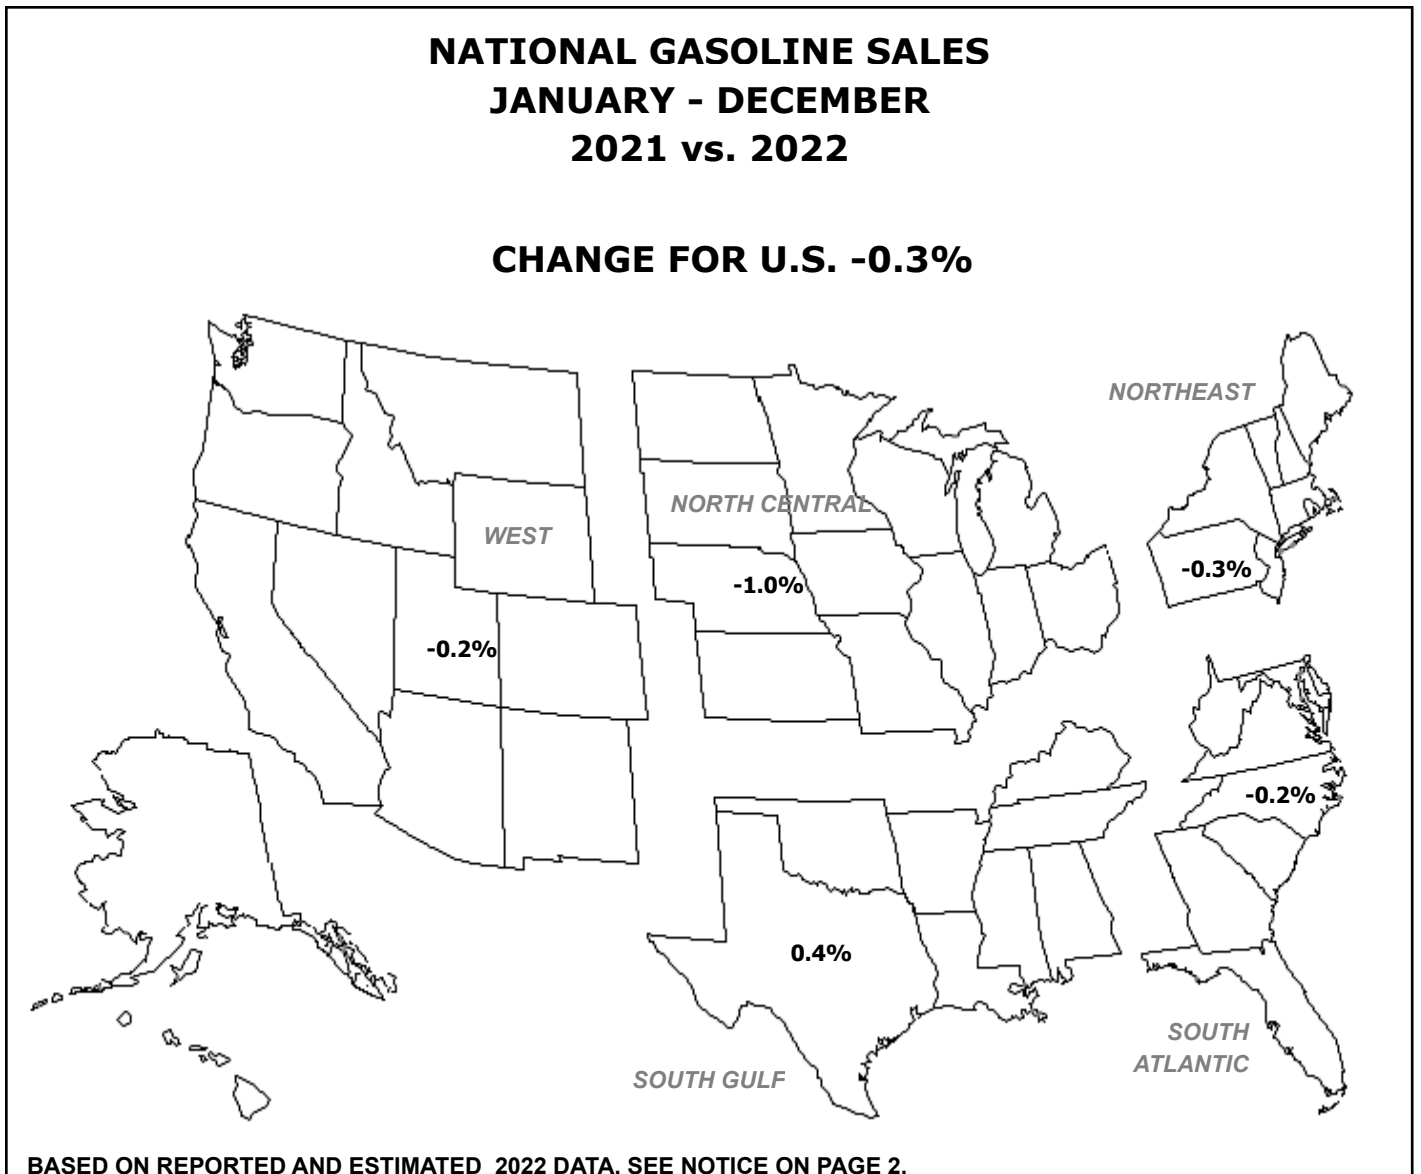 NATIONAL GASOLINE SALES
JANUARY - DECEMBER
2021 vs. 2022
CHANGE FOR U.S. -0.3%
NORTHEAST
NORTH CENTRAL
WEST
-0.3%
-1.0%
-0.2%
-0.2%
0.4%
SOUTH
ATLANTIC
SOUTH GULF
BASED ON REPORTED AND ESTIMATED  2022 DATA. SEE NOTICE ON PAGE 2.